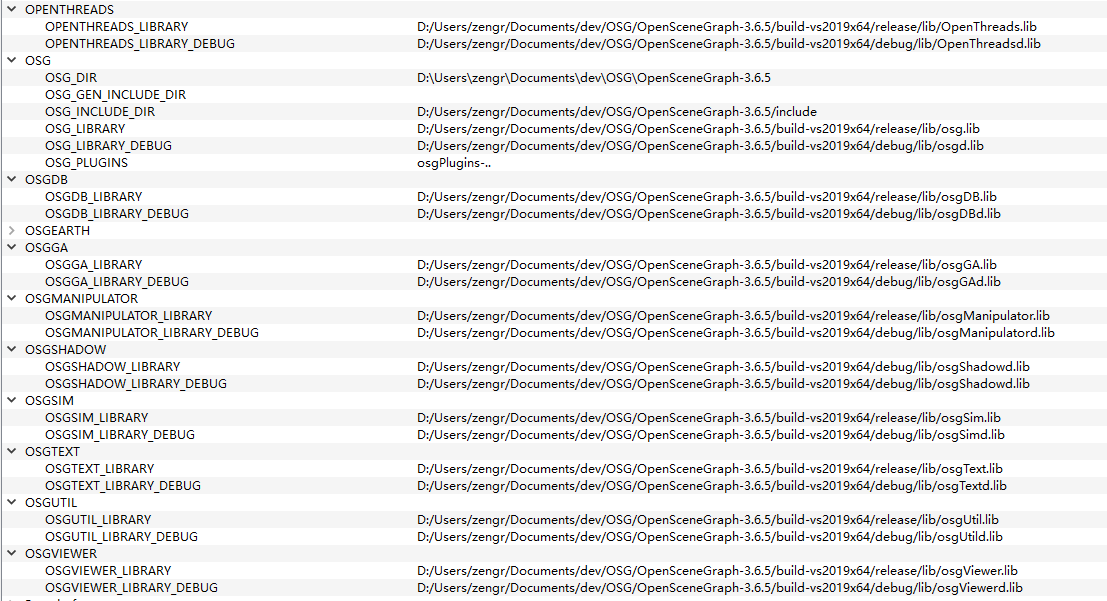 OPENTHREADS
OPENTHREADS_LIBRARY D:/Users/zengr/Documents/dev/OSG/OpenSceneGraph-3.6.5/build-vs2019x64/release/lib/OpenThreads.lib
OPENTHREADS_LIBRARY_DEBUG D:/Users/zengr/Documents/dev/OSG/OpenSceneGraph-3.6.5/build-vs2019x64/debug/lib/OpenThreadsd.lib
OSG
OSG_DIR D:\Users\zengr\Documents\dev\OSG\OpenSceneGraph-3.6.5
OSG_GEN_INCLUDE_DIR
OSG_INCLUDE_DIR D:/Users/zengr/Documents/dev/OSG/OpenSceneGraph-3.6.5/include
OSG_LIBRARY D:/Users/zengr/Documents/dev/OSG/OpenSceneGraph-3.6.5/build-vs2019x64/release/lib/osg.lib
OSG_LIBRARY_DEBUG D:/Users/zengr/Documents/dev/OSG/OpenSceneGraph-3.6.5/build-vs2019x64/debug/lib/osgd.lib
OSG_PLUGINS osgPlugins-..
OSGDB
OSGDB_LIBRARY D:/Users/zengr/Documents/dev/OSG/OpenSceneGraph-3.6.5/build-vs2019x64/release/lib/osgDB.lib
OSGDB_LIBRARY_DEBUG D:/Users/zengr/Documents/dev/OSG/OpenSceneGraph-3.6.5/build-vs2019x64/debug/lib/osgDBd.lib
OSGEARTH
OSGGA
OSGGA_LIBRARY D:/Users/zengr/Documents/dev/OSG/OpenSceneGraph-3.6.5/build-vs2019x64/release/lib/osgGA.lib
OSGGA_LIBRARY_DEBUG D:/Users/zengr/Documents/dev/OSG/OpenSceneGraph-3.6.5/build-vs2019x64/debug/lib/osgGAd.lib
OSGMANIPULATOR
OSGMANIPULATOR_LIBRARY D:/Users/zengr/Documents/dev/OSG/OpenSceneGraph-3.6.5/build-vs2019x64/release/lib/osgManipulator.lib
OSGMANIPULATOR_LIBRARY_DEBUG D:/Users/zengr/Documents/dev/OSG/OpenSceneGraph-3.6.5/build-vs2019x64/debug/lib/osgManipulatord.lib
OSGSHADOW
OSGSHADOW_LIBRARY D:/Users/zengr/Documents/dev/OSG/OpenSceneGraph-3.6.5/build-vs2019x64/debug/lib/osgShadowd.lib
OSGSHADOW_LIBRARY_DEBUG D:/Users/zengr/Documents/dev/OSG/OpenSceneGraph-3.6.5/build-vs2019x64/debug/lib/osgShadowd.lib
OSGSIM
OSGSIM_LIBRARY D:/Users/zengr/Documents/dev/OSG/OpenSceneGraph-3.6.5/build-vs2019x64/release/lib/osgSim.lib
OSGSIM_LIBRARY_DEBUG D:/Users/zengr/Documents/dev/OSG/OpenSceneGraph-3.6.5/build-vs2019x64/debug/lib/osgSimd.lib
OSGTEXT
OSGTEXT_LIBRARY D:/Users/zengr/Documents/dev/OSG/OpenSceneGraph-3.6.5/build-vs2019x64/release/lib/osgText.lib
OSGTEXT_LIBRARY_DEBUG D:/Users/zengr/Documents/dev/OSG/OpenSceneGraph-3.6.5/build-vs2019x64/debug/lib/osgTextd.lib
OSGUTIL
OSGUTIL_LIBRARY D:/Users/zengr/Documents/dev/OSG/OpenSceneGraph-3.6.5/build-vs2019x64/release/lib/osgUtil.lib
OSGUTIL_LIBRARY_DEBUG D:/Users/zengr/Documents/dev/OSG/OpenSceneGraph-3.6.5/build-vs2019x64/debug/lib/osgUtild.lib
OSGVIEWER
OSGVIEWER_LIBRARY D:/Users/zengr/Documents/dev/OSG/OpenSceneGraph-3.6.5/build-vs2019x64/release/lib/osgViewer.lib
OSGVIEWER_LIBRARY_DEBUG D:/Users/zengr/Documents/dev/OSG/OpenSceneGraph-3.6.5/build-vs2019x64/debug/lib/osgViewerd.lib